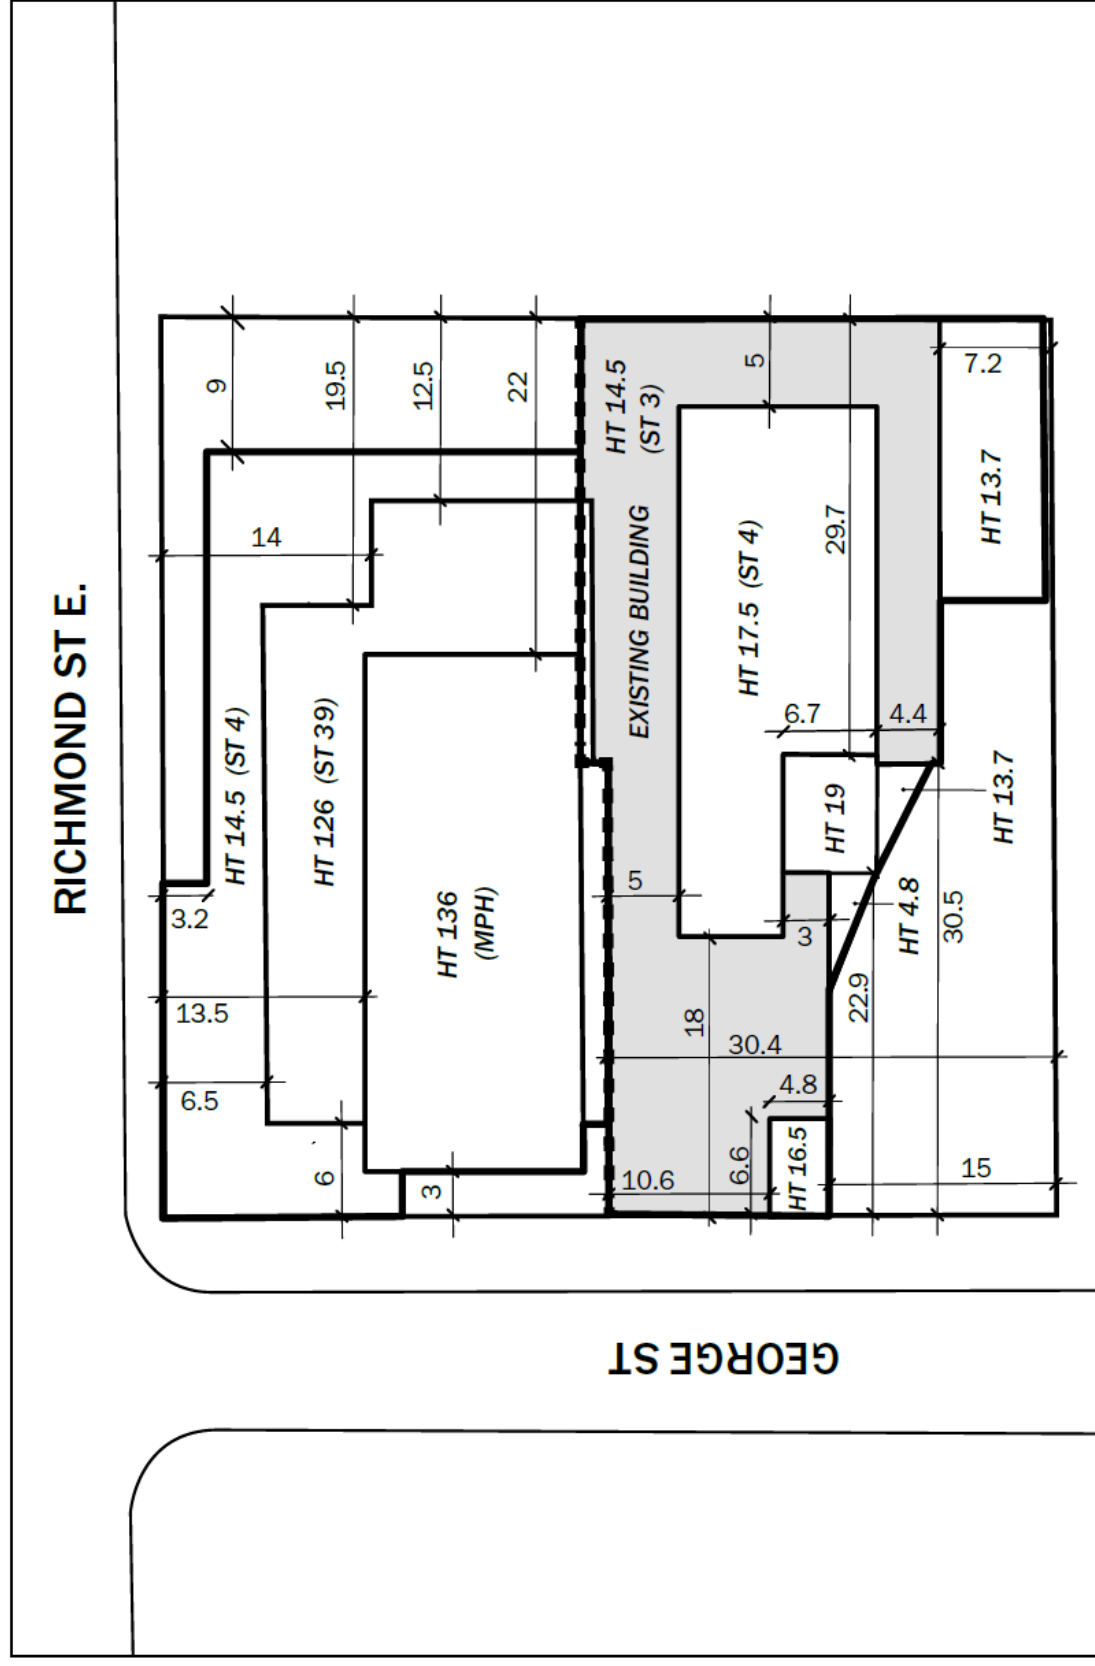 RICHMOND ST E.
9
19.5
12.5
22
14
HT 14.5
(ST 3)
5
7.2
HT 13.7
EXISTING BUILDING
HT 17.5 (ST 4)
29.7
6.7
4.4
HT 14.5 (ST 4)
HT 126 (ST 39)
HT 136
(MPH)
HT 19
HT 13.7
3.2
5
3
HT 4.8
30.5
13.5
22.9
18
30.4
6.5
4.8
6
3
10.6
6.6
HT 16.5
15
GEORGE ST